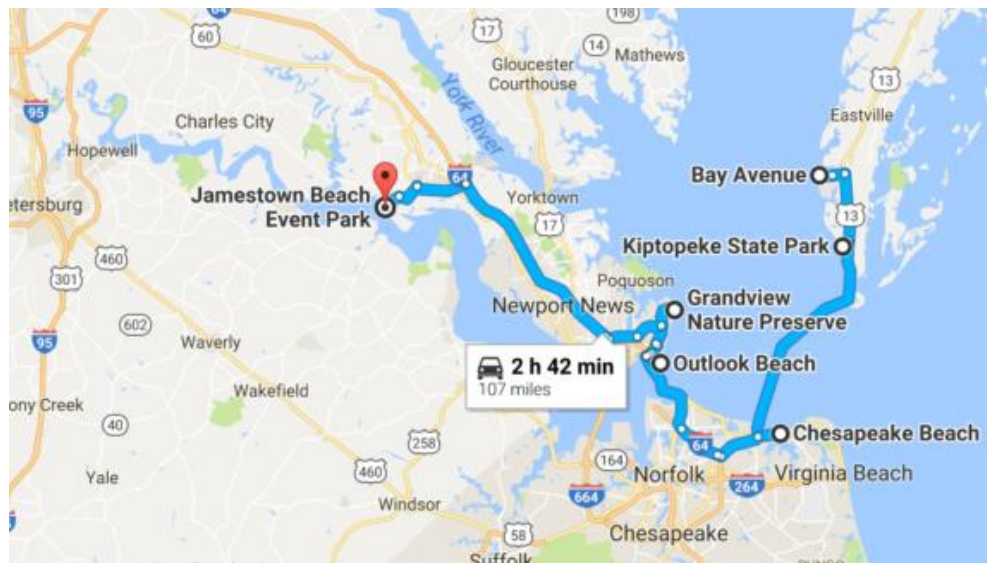 64
198
60
17
14
Mathews
Gloucester
Courthouse
13
York River
Eastville
95
Charles City
Hopewell
64
Bay Avenue
Jamestown Beach
Event Park
Yorktown
etersburg
17
13
460
Kiptopeke State Park
301
Poquoson
Newport News
Grandview
Nature Preserve
602
95
Waverly
2 h 42 min
107 miles
Outlook Beach
Wakefield
ony Creek
40
258
64
Chesapeake Beach
460
164
Norfolk
Virginia Beach
Yale
664
264
Windsor
58
Chesapeake
Suffolk